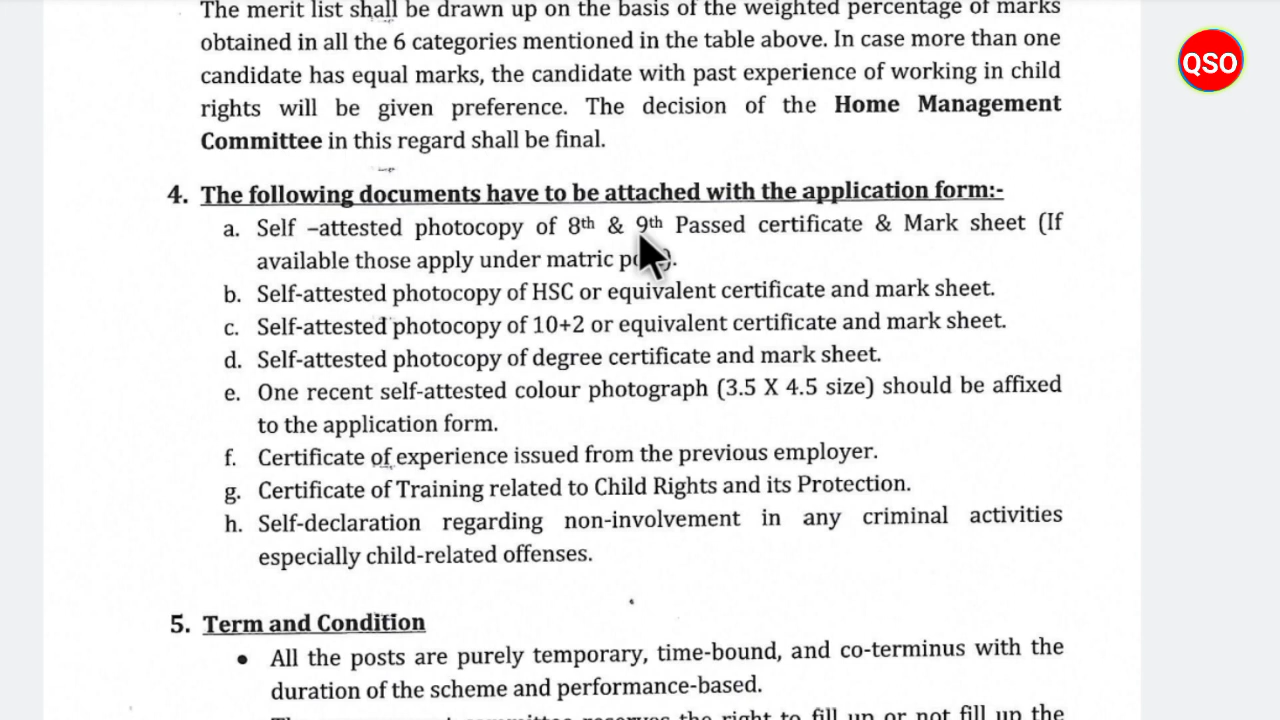 The merit list shall be drawn up on the basis of the weighted percentage of marks
obtained in all the 6 categories mentioned in the table above. In case more than one
candidate has equal marks, the candidate with past experience of working in child
rights will be given preference. The decision of the Home Management
Committee in this regard shall be final.
4. The following documents have to be attached with the application form:-
a. Self –attested photocopy of 8th & 9th Passed certificate & Mark sheet (If
available those apply under matric
b. Self-attested photocopy of HSC or equivalent certificate and mark sheet.
c. Self-attested photocopy of 10+2 or equivalent certificate and mark sheet.
d. Self-attested photocopy of degree certificate and mark sheet.
e. One recent self-attested colour photograph (3.5 X 4.5 size) should be affixed
to the application form.
f. Certificate of experience issued from the previous employer.
g. Certificate of Training related to Child Rights and its Protection.
h. Self-declaration regarding non-involvement in any criminal activities
especially child-related offenses.
5. Term and Condition
• All the posts are purely temporary, time-bound, and co-terminus with the
duration of the scheme and performance-based.
the right to fill up or not fill up the
QSO